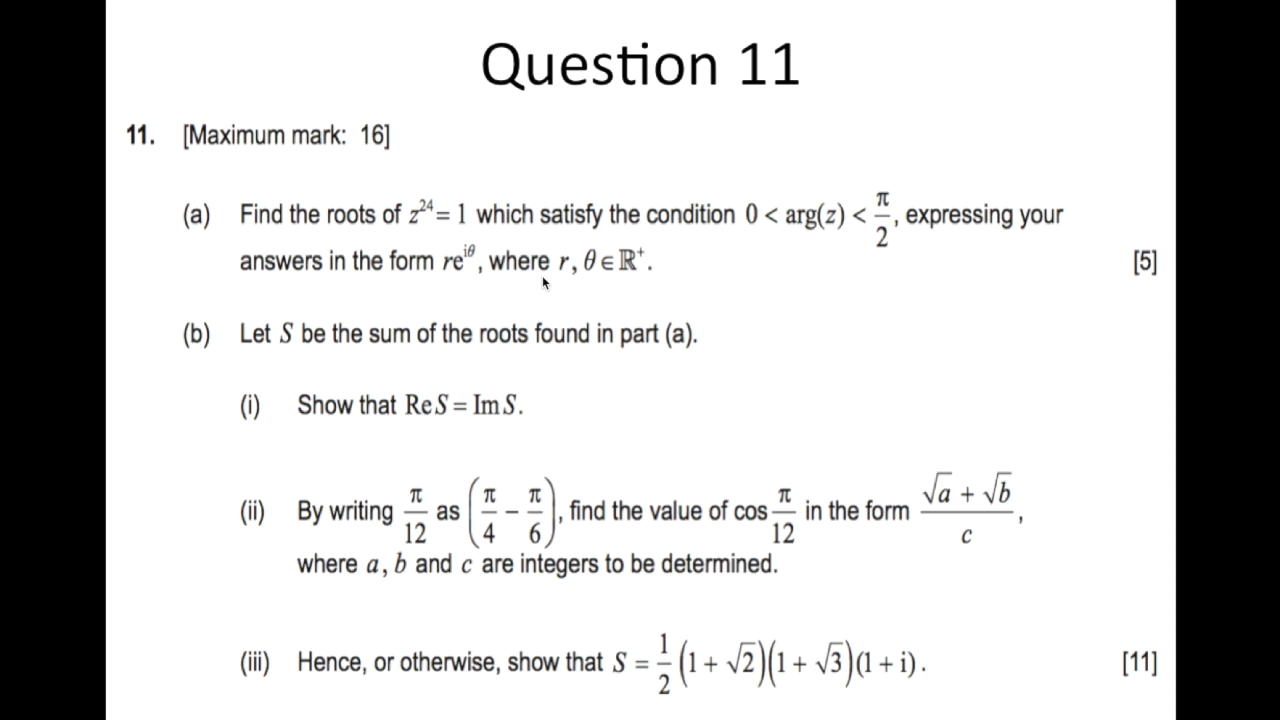 Question 11
11. [Maximum mark: 16]
(a) Find the roots of z²⁴ = 1 which satisfy the condition 0 < arg(z) < π/2, expressing your
answers in the form re^{iθ}, where r, θ ∈ ℝ⁺. [5]
(b) Let S be the sum of the roots found in part (a).
(i) Show that Re S = Im S.
(ii) By writing π/12 as (π/4 − π/6), find the value of cos π/12 in the form (√a + √b)/c,
where a, b and c are integers to be determined.
(iii) Hence, or otherwise, show that S = 1/2 (1 + √2)(1 + √3)(1 + i). [11]